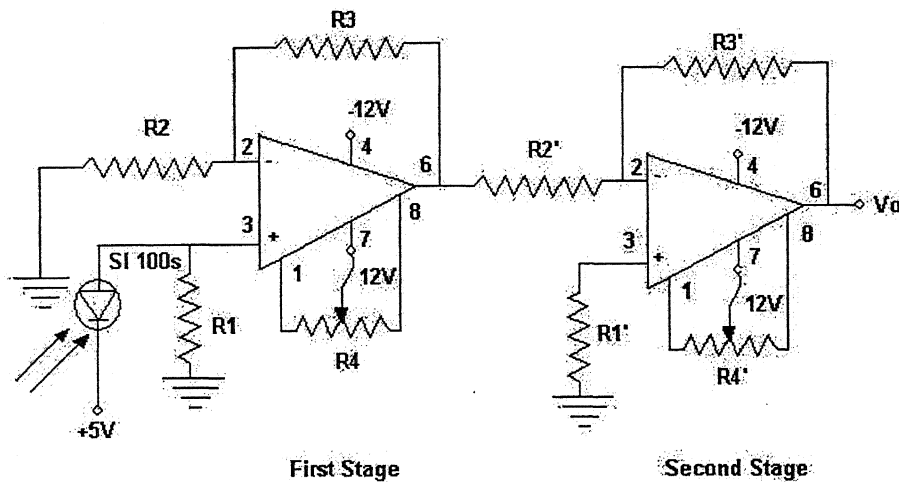 R3
R3'
-12V
-12V
R2
2
-
4
6
R2'
2
-
4
6
Vo
3
+
7
8
3
+
7
8
SI 100s
1
12V
1
12V
R1
R4
R1'
R4'
+5V
First Stage
Second Stage